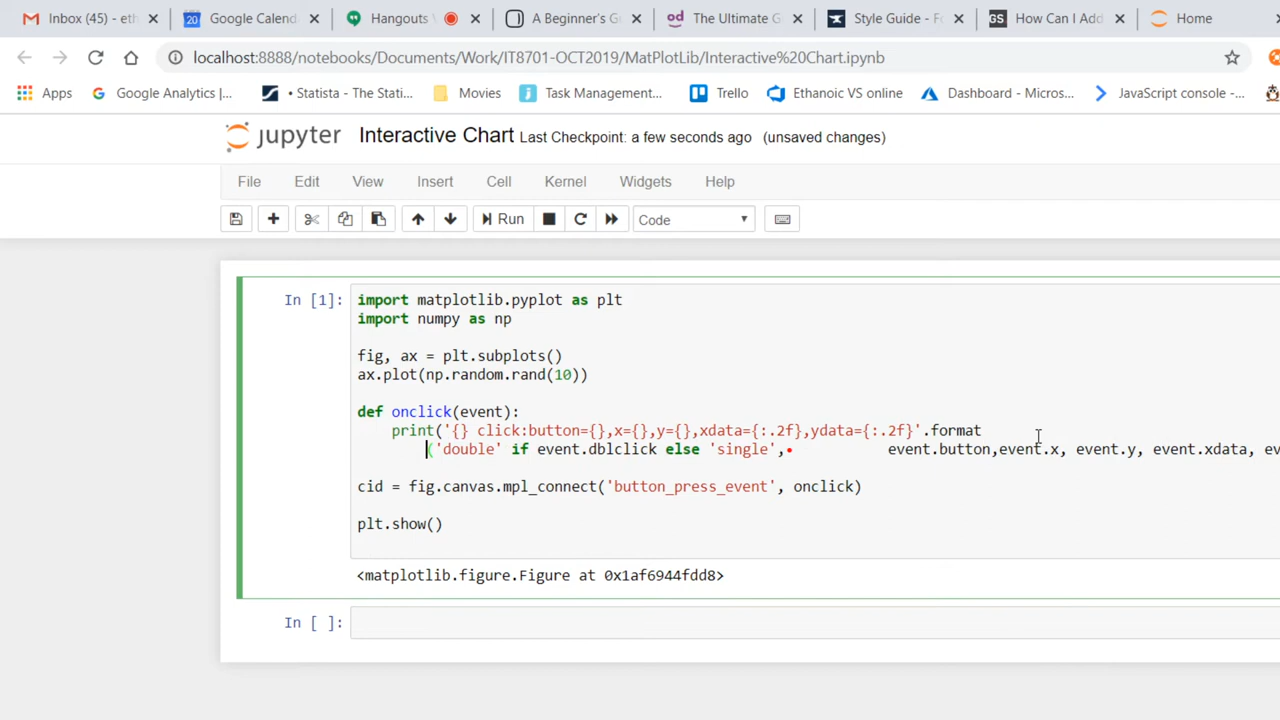 Inbox (45) - eth
20 Google Calend
Hangouts
A Beginner's G
od The Ultimate G
Style Guide - Fo
GS How Can I Add
Home
localhost:8888/notebooks/Documents/Work/IT8701-OCT2019/MatPlotLib/Interactive%20Chart.ipynb
Apps
Google Analytics |...
• Statista - The Stati...
Movies
Task Management...
Trello
Ethanoic VS online
Dashboard - Micros...
JavaScript console -...
jupyter Interactive Chart Last Checkpoint: a few seconds ago (unsaved changes)
File Edit View Insert Cell Kernel Widgets Help
Run Code
In [1]:
import matplotlib.pyplot as plt
import numpy as np
fig, ax = plt.subplots()
ax.plot(np.random.rand(10))
def onclick(event):
print('{} click:button={},x={},y={},xdata={:.2f},ydata={:.2f}'.format
('double' if event.dblclick else 'single',• event.button,event.x, event.y, event.xdata, ev
cid = fig.canvas.mpl_connect('button_press_event', onclick)
plt.show()
<matplotlib.figure.Figure at 0x1af6944fdd8>
In [ ]: